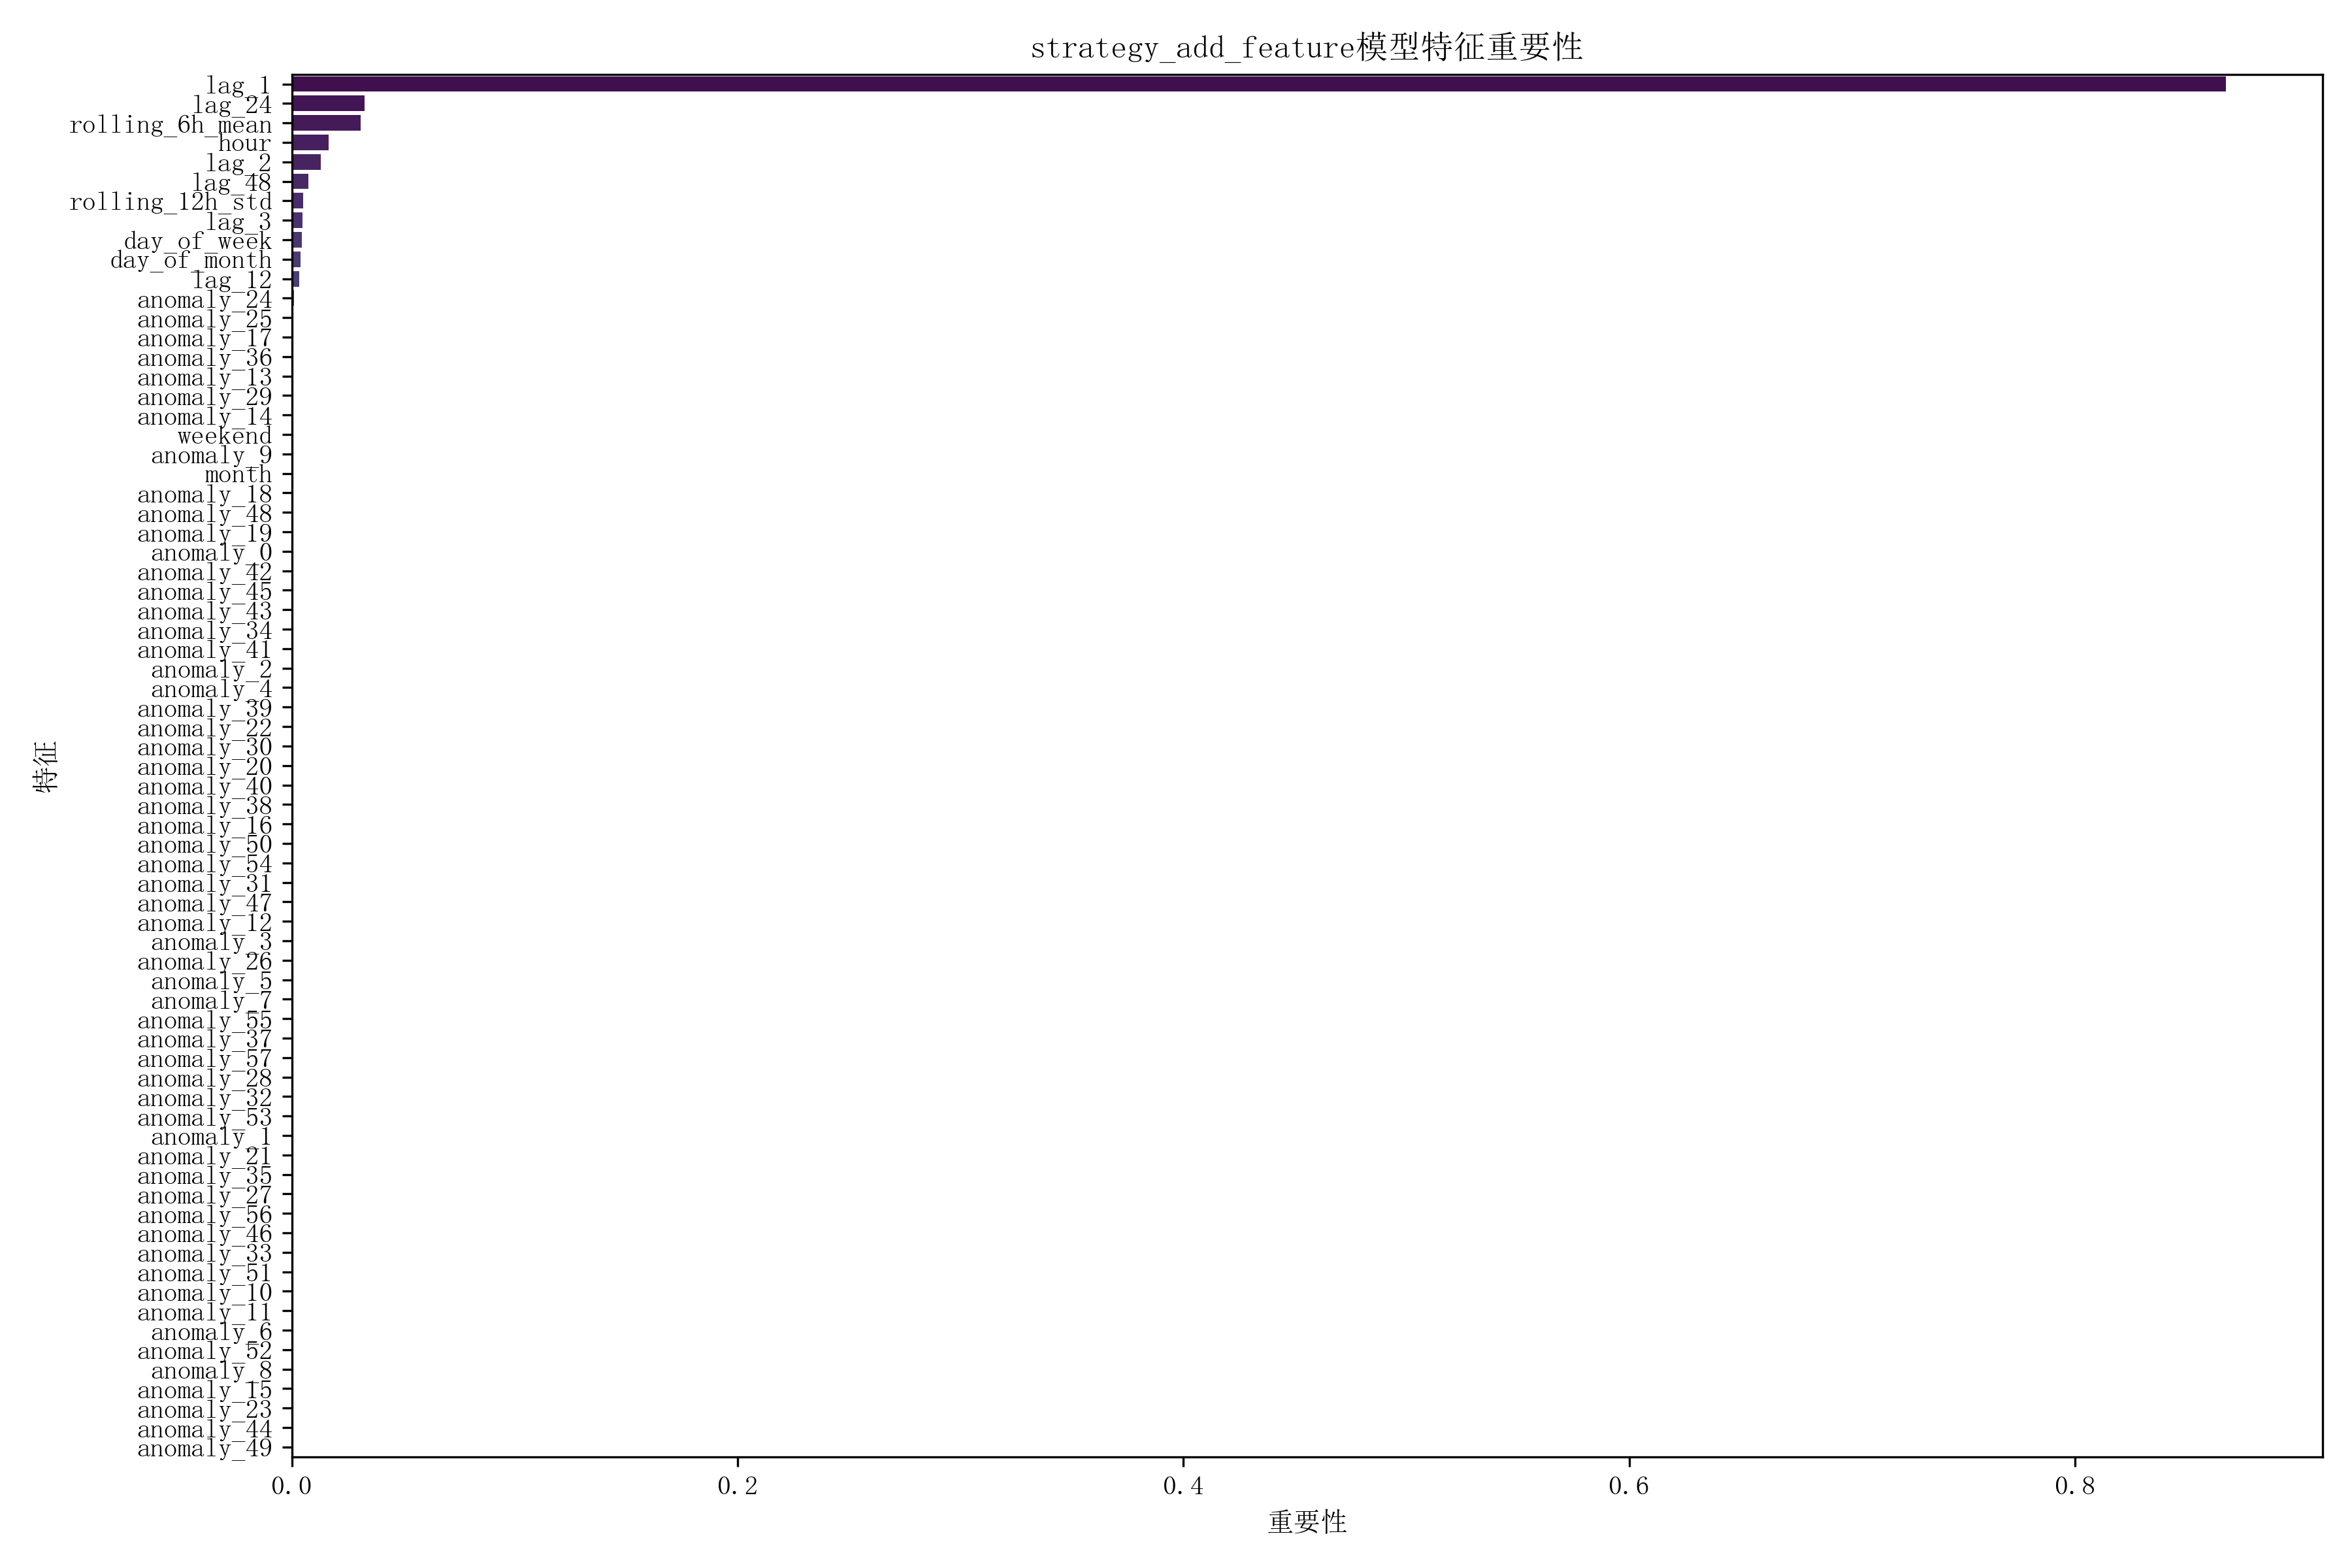 strategy_add_feature模型特征重要性
lag_1
lag_24
rolling_6h_mean
hour
lag_2
lag_48
rolling_12h_std
lag_3
day_of_week
day_of_month
lag_12
anomaly_24
anomaly_25
anomaly_17
anomaly_36
anomaly_13
anomaly_29
anomaly_14
weekend
anomaly_9
month
anomaly_18
anomaly_48
anomaly_19
anomaly_0
anomaly_42
anomaly_45
anomaly_43
anomaly_34
anomaly_41
anomaly_2
anomaly_4
anomaly_39
anomaly_22
anomaly_30
anomaly_20
anomaly_40
anomaly_38
anomaly_16
anomaly_50
anomaly_54
anomaly_31
anomaly_47
anomaly_12
anomaly_3
anomaly_26
anomaly_5
anomaly_7
anomaly_55
anomaly_37
anomaly_57
anomaly_28
anomaly_32
anomaly_53
anomaly_1
anomaly_21
anomaly_35
anomaly_27
anomaly_56
anomaly_46
anomaly_33
anomaly_51
anomaly_10
anomaly_11
anomaly_6
anomaly_52
anomaly_8
anomaly_15
anomaly_23
anomaly_44
anomaly_49
特征
0.0 0.2 0.4 0.6 0.8
重要性